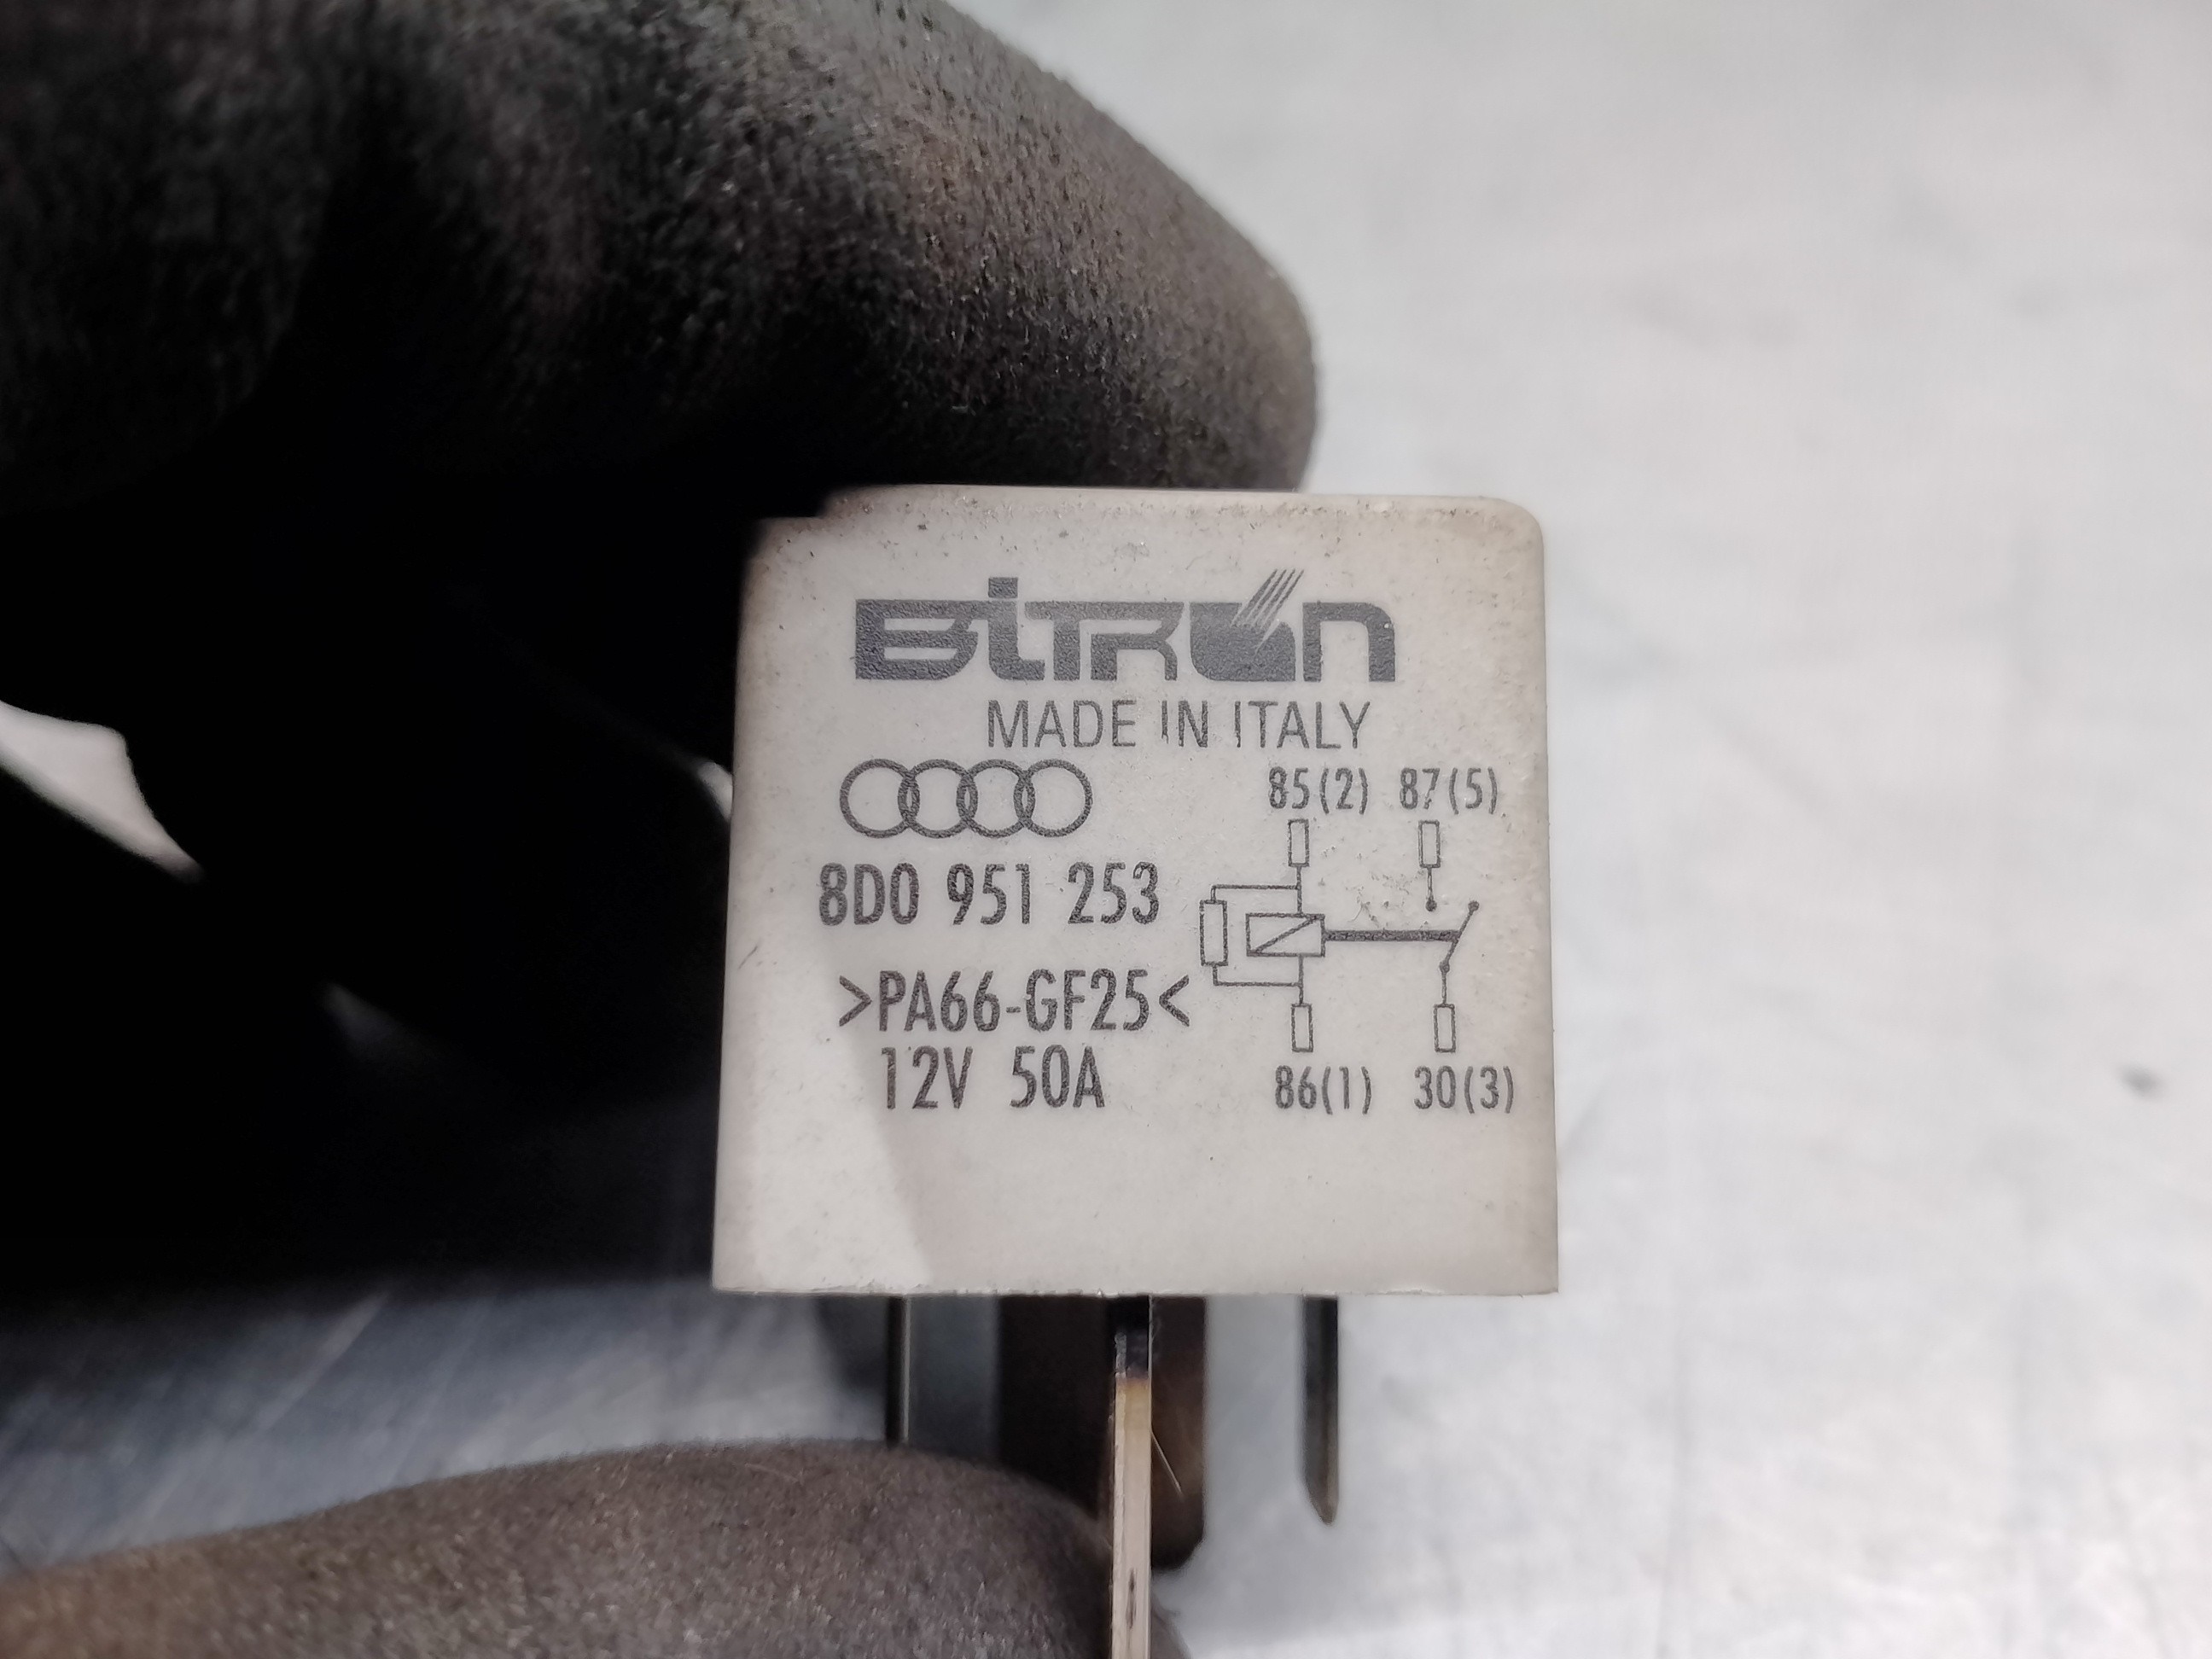 BiTRON
MADE IN ITALY
85(2) 87(5)
8D0 951 253
>PA66-GF25<
12V 50A
86(1) 30(3)